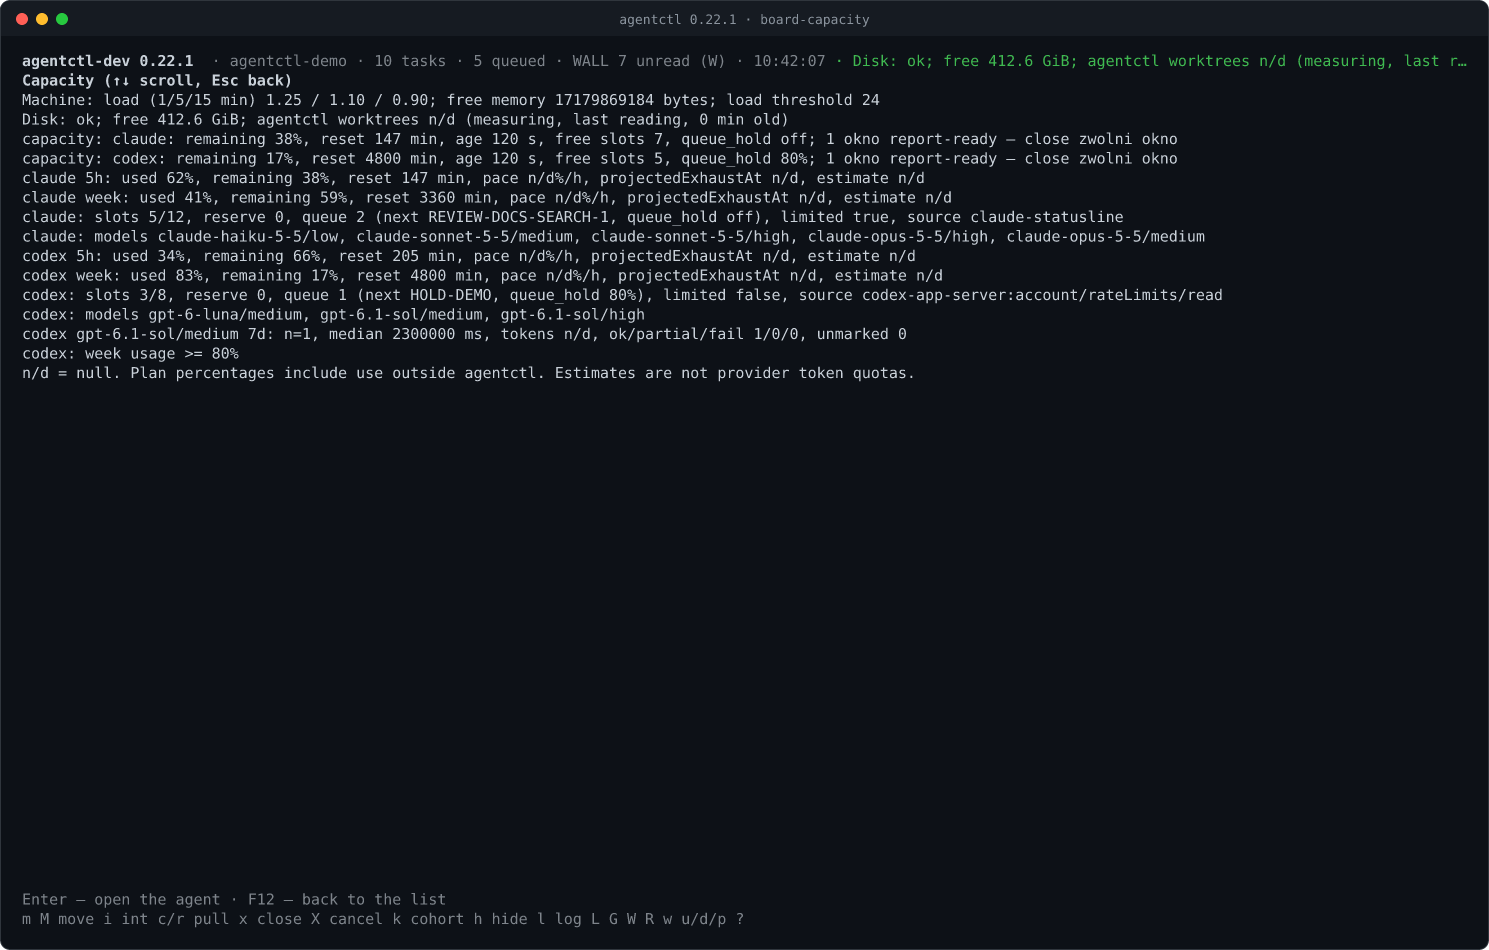 agentctl 0.22.1 · board-capacity
agentctl-dev 0.22.1 · agentctl-demo · 10 tasks · 5 queued · WALL 7 unread (W) · 10:42:07 · Disk: ok; free 412.6 GiB; agentctl worktrees n/d (measuring, last r…
Capacity (↑↓ scroll, Esc back)
Machine: load (1/5/15 min) 1.25 / 1.10 / 0.90; free memory 17179869184 bytes; load threshold 24
Disk: ok; free 412.6 GiB; agentctl worktrees n/d (measuring, last reading, 0 min old)
capacity: claude: remaining 38%, reset 147 min, age 120 s, free slots 7, queue_hold off; 1 okno report-ready — close zwolni okno
capacity: codex: remaining 17%, reset 4800 min, age 120 s, free slots 5, queue_hold 80%; 1 okno report-ready — close zwolni okno
claude 5h: used 62%, remaining 38%, reset 147 min, pace n/d%/h, projectedExhaustAt n/d, estimate n/d
claude week: used 41%, remaining 59%, reset 3360 min, pace n/d%/h, projectedExhaustAt n/d, estimate n/d
claude: slots 5/12, reserve 0, queue 2 (next REVIEW-DOCS-SEARCH-1, queue_hold off), limited true, source claude-statusline
claude: models claude-haiku-5-5/low, claude-sonnet-5-5/medium, claude-sonnet-5-5/high, claude-opus-5-5/high, claude-opus-5-5/medium
codex 5h: used 34%, remaining 66%, reset 205 min, pace n/d%/h, projectedExhaustAt n/d, estimate n/d
codex week: used 83%, remaining 17%, reset 4800 min, pace n/d%/h, projectedExhaustAt n/d, estimate n/d
codex: slots 3/8, reserve 0, queue 1 (next HOLD-DEMO, queue_hold 80%), limited false, source codex-app-server:account/rateLimits/read
codex: models gpt-6-luna/medium, gpt-6.1-sol/medium, gpt-6.1-sol/high
codex gpt-6.1-sol/medium 7d: n=1, median 2300000 ms, tokens n/d, ok/partial/fail 1/0/0, unmarked 0
codex: week usage >= 80%
n/d = null. Plan percentages include use outside agentctl. Estimates are not provider token quotas.
Enter — open the agent · F12 — back to the list
m M move i int c/r pull x close X cancel k cohort h hide l log L G W R w u/d/p ?